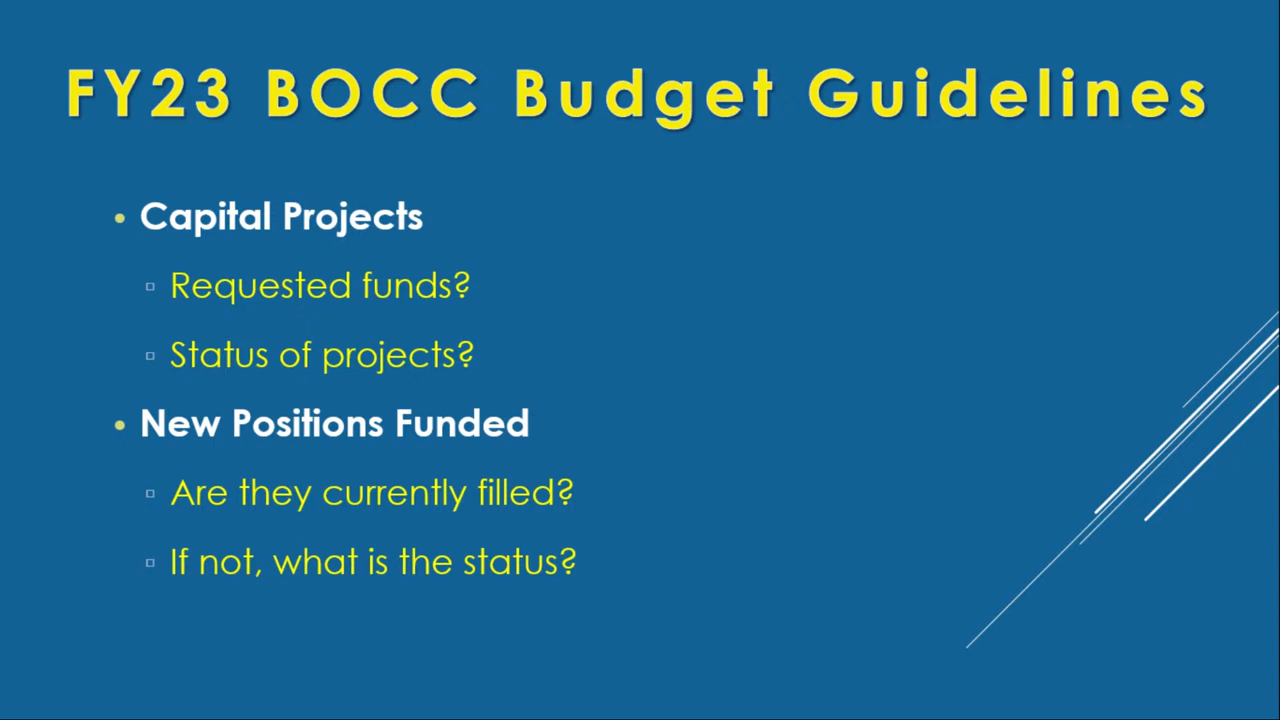 FY23 BOCC Budget Guidelines
• Capital Projects
▫ Requested funds?
▫ Status of projects?
• New Positions Funded
▫ Are they currently filled?
▫ If not, what is the status?